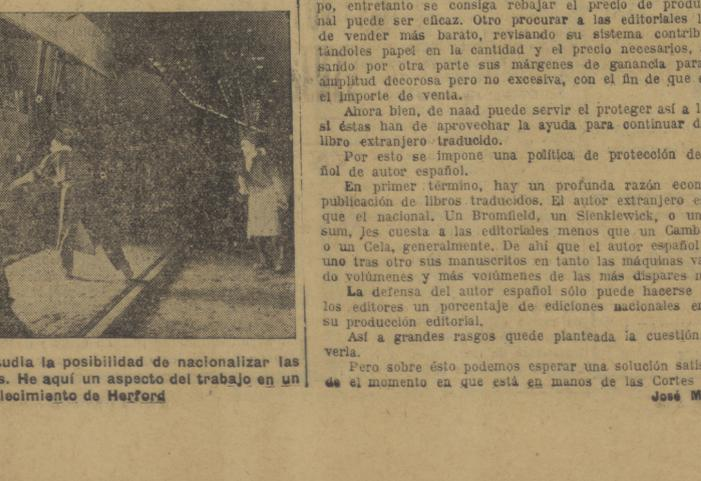 po, entretanto se consiga rebajar el precio de produ
nal puede ser eficaz. Otro procurar a las editoriales l
de vender más barato, revisando su sistema contrib
tándoles papel en la cantidad y el precio necesarios,
sando por otra parte sus márgenes de ganancia para
amplitud decorosa pero no excesiva, con el fin de que e
el importe de venta.
Ahora bien, de naad puede servir el proteger así a l
si éstas han de aprovechar la ayuda para continuar d
libro extranjero traducido.
Por esto se impone una política de protección de
ñol de autor español.
En primer término, hay un profunda razón econ
publicación de libros traducidos. El autor extranjero e
que el nacional. Un Bromfield, un Sienkiewick, o un
sum, les cuesta a las editoriales menos que un Camb
o un Cela, generalmente. De ahí que el autor español
uno tras otro sus manuscritos en tanto las máquinas va
do volúmenes y más volúmenes de las más dispares n
La defensa del autor español sólo puede hacerse
los editores un porcentaje de ediciones nacionales en
su producción editorial.
Así a grandes rasgos quede planteada la cuestión
verla.
Pero sobre ésto podemos esperar una solución satis
de el momento en que está en manos de las Cortes
José M
tudia la posibilidad de nacionalizar las
s. He aquí un aspecto del trabajo en un
lecimiento de Herford